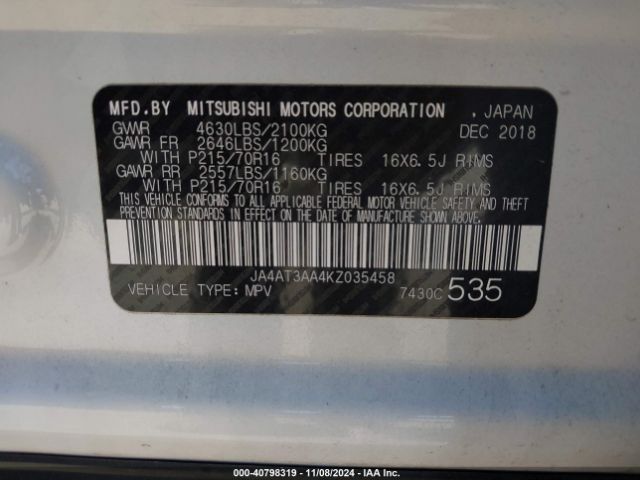 MFD.BY MITSUBISHI MOTORS CORPORATION , JAPAN
GVWR 4630LBS/2100KG DEC 2018
GAWR FR 2646LBS/1200KG
WITH P215/70R16 TIRES 16X6.5J RIMS
GAWR RR 2557LBS/1160KG
WITH P215/70R16 TIRES 16X6.5J RIMS
THIS VEHICLE CONFORMS TO ALL APPLICABLE FEDERAL MOTOR VEHICLE SAFETY AND THEFT
PREVENTION STANDARDS IN EFFECT ON THE DATE OF MANUFACTURE SHOWN ABOVE.
JA4AT3AA4KZ035458
VEHICLE TYPE:MPV 7430C 535
000-40798319 - 11/08/2024 - IAA Inc.